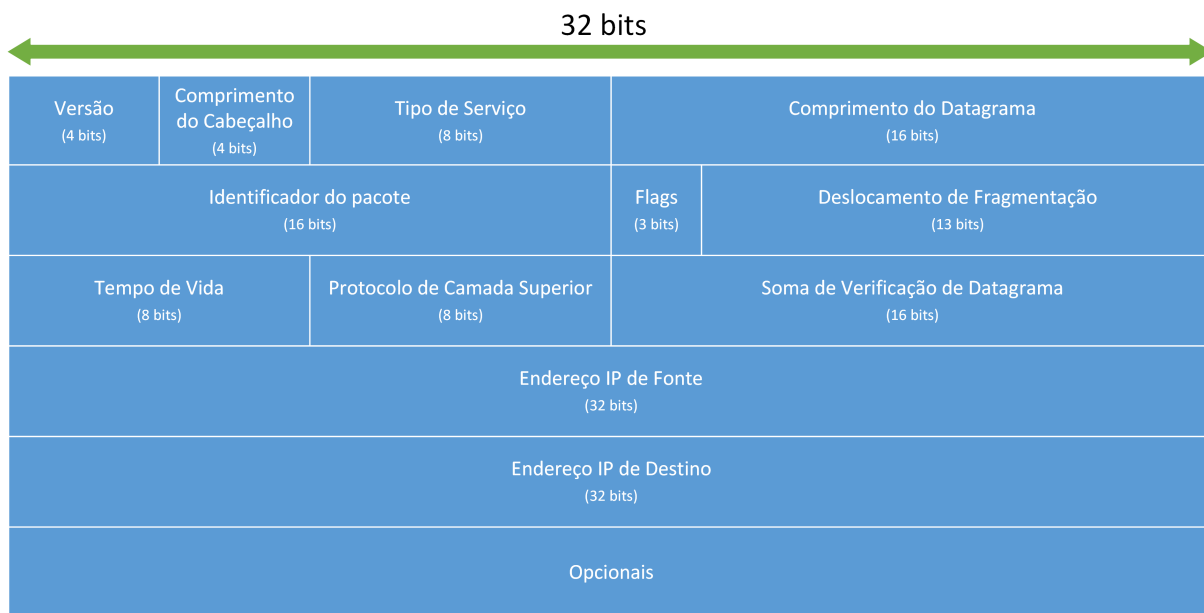 32 bits
Versão
(4 bits)
Comprimento
do Cabeçalho
(4 bits)
Tipo de Serviço
(8 bits)
Comprimento do Datagrama
(16 bits)
Identificador do pacote
(16 bits)
Flags
(3 bits)
Deslocamento de Fragmentação
(13 bits)
Tempo de Vida
(8 bits)
Protocolo de Camada Superior
(8 bits)
Soma de Verificação de Datagrama
(16 bits)
Endereço IP de Fonte
(32 bits)
Endereço IP de Destino
(32 bits)
Opcionais